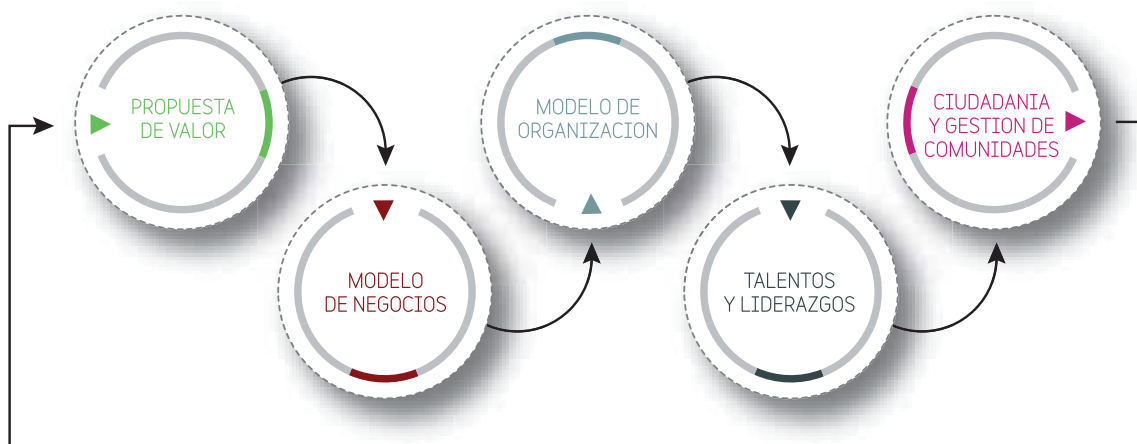 PROPUESTA
DE VALOR
MODELO
DE NEGOCIOS
MODELO DE
ORGANIZACION
TALENTOS
Y LIDERAZGOS
CIUDADANIA
Y GESTION DE
COMUNIDADES